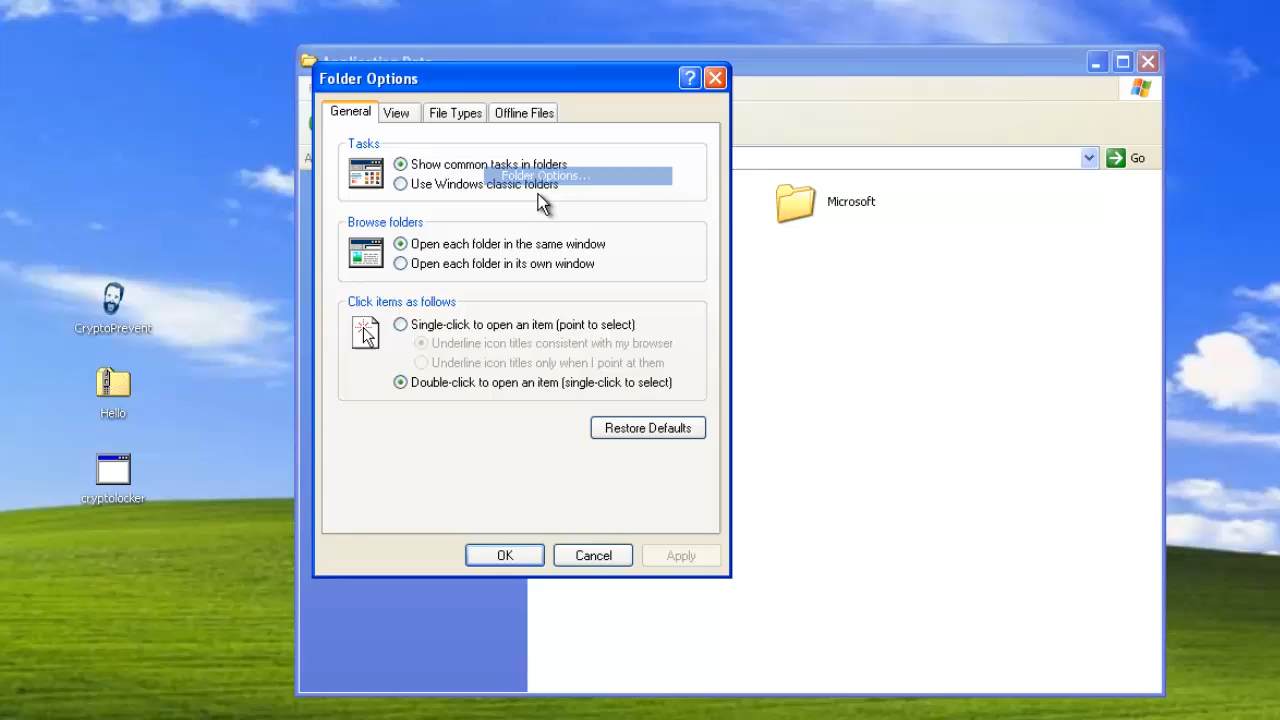 Application Data
Folder Options
General
View
File Types
Offline Files
Go
Tasks
Show common tasks in folders
Folder Options...
Use Windows classic folders
Microsoft
Browse folders
Open each folder in the same window
Open each folder in its own window
Click items as follows
Single-click to open an item (point to select)
Underline icon titles consistent with my browser
Underline icon titles only when I point at them
Double-click to open an item (single-click to select)
Restore Defaults
OK
Cancel
Apply
CryptoPrevent
Hello
cryptolocker